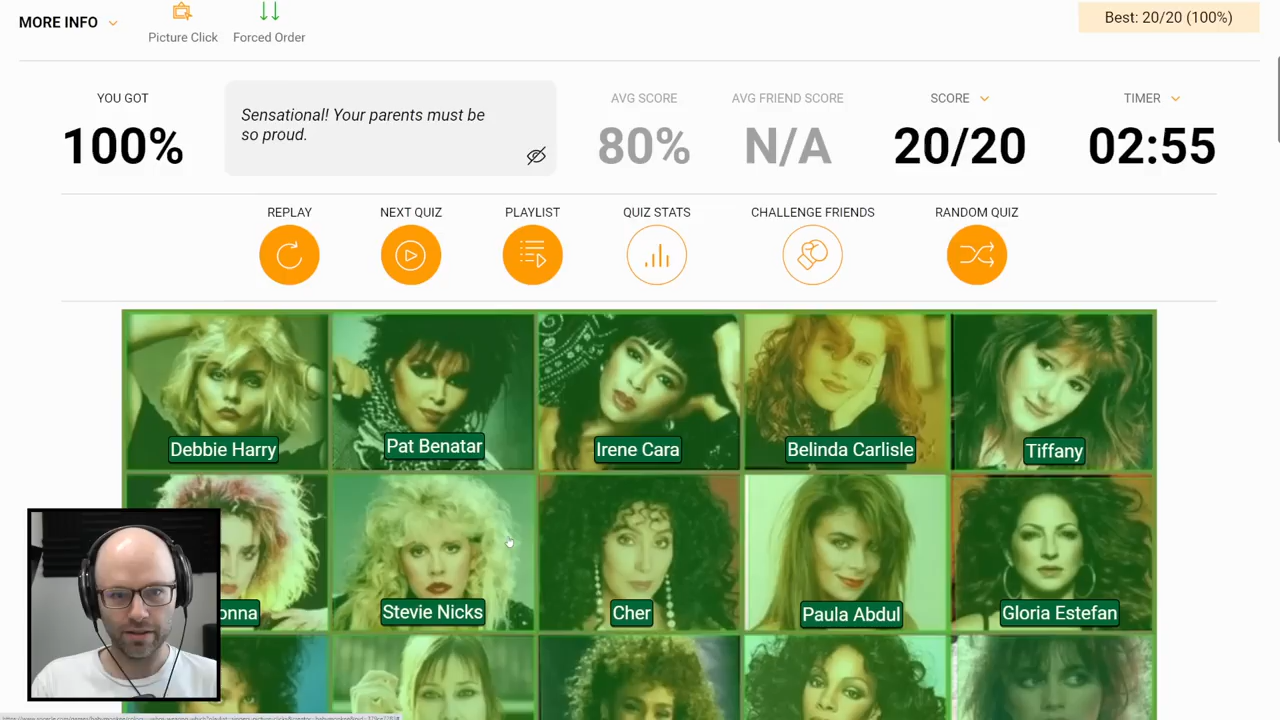 MORE INFO
Picture Click
Forced Order
Best: 20/20 (100%)
YOU GOT
100%
Sensational! Your parents must be
so proud.
AVG SCORE
80%
AVG FRIEND SCORE
N/A
SCORE
20/20
TIMER
02:55
REPLAY
NEXT QUIZ
PLAYLIST
QUIZ STATS
CHALLENGE FRIENDS
RANDOM QUIZ
Debbie Harry
Pat Benatar
Irene Cara
Belinda Carlisle
Tiffany
onna
Stevie Nicks
Cher
Paula Abdul
Gloria Estefan